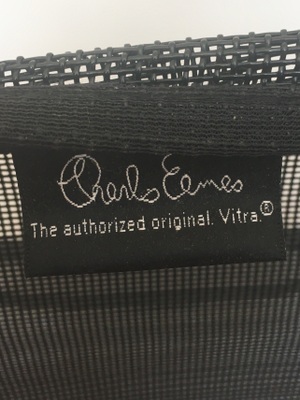 Charles Eames
The authorized original. Vitra.®